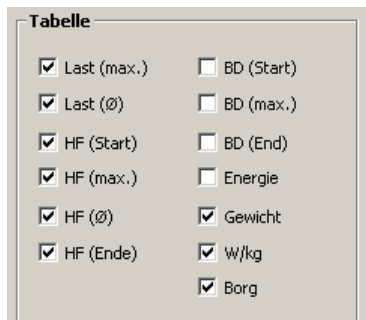 Tabelle
Last (max.)
Last (Ø)
HF (Start)
HF (max.)
HF (Ø)
HF (Ende)
BD (Start)
BD (max.)
BD (End)
Energie
Gewicht
W/kg
Borg